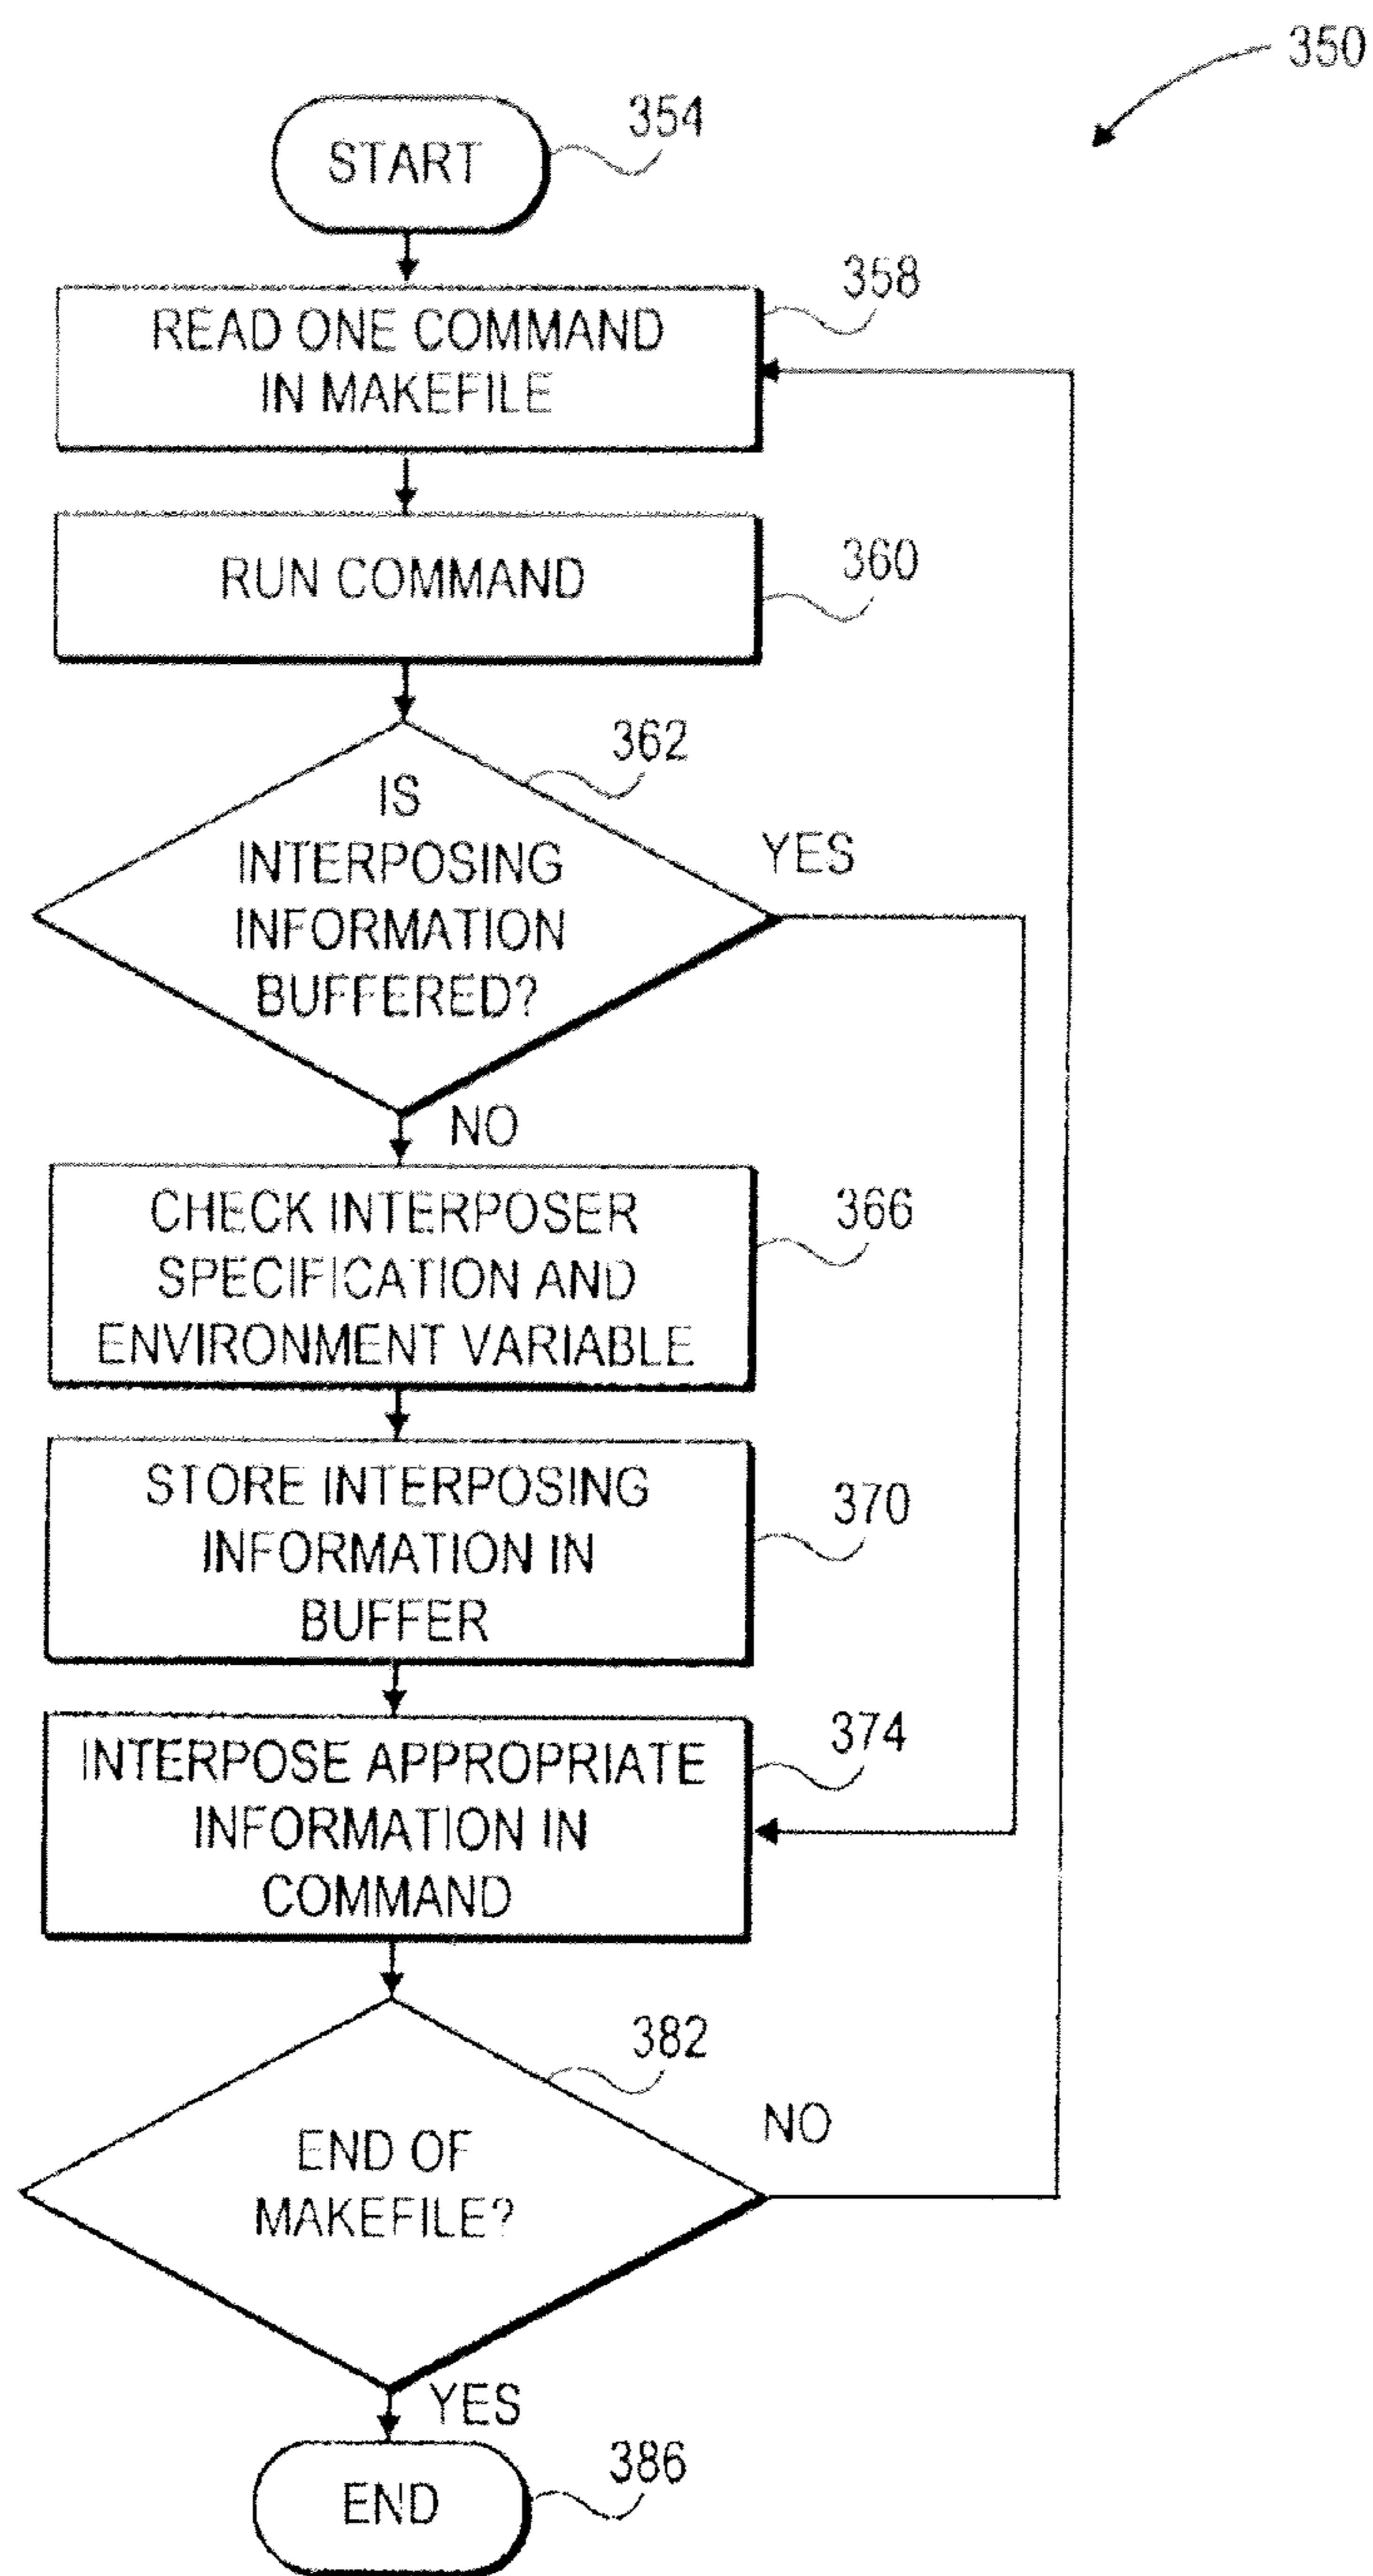 350
START
354
READ ONE COMMAND
IN MAKEFILE
358
RUN COMMAND
360
IS
INTERPOSING
INFORMATION
BUFFERED?
362
YES
NO
CHECK INTERPOSER
SPECIFICATION AND
ENVIRONMENT VARIABLE
366
STORE INTERPOSING
INFORMATION IN
BUFFER
370
INTERPOSE APPROPRIATE
INFORMATION IN
COMMAND
374
END OF
MAKEFILE?
382
NO
YES
END
386